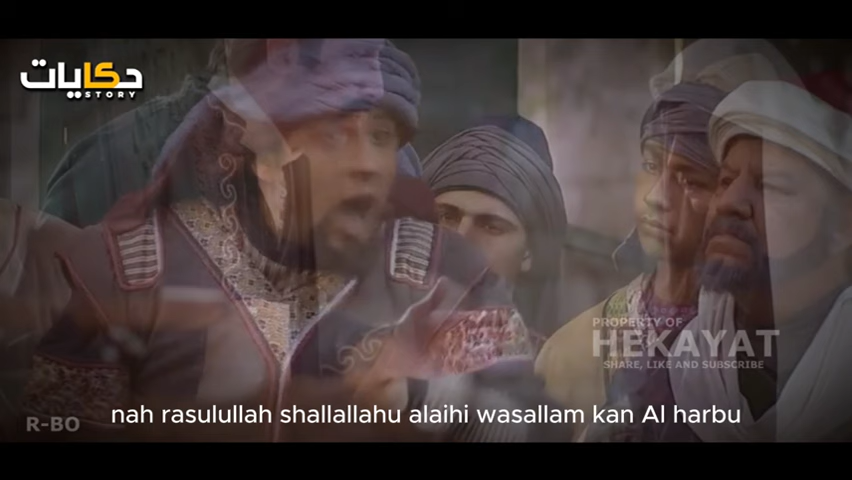 حكايات
STORY
PROPERTY OF
HEKAYAT
SHARE, LIKE AND SUBSCRIBE
nah rasulullah shallallahu alaihi wasallam kan Al harbu
R-BO